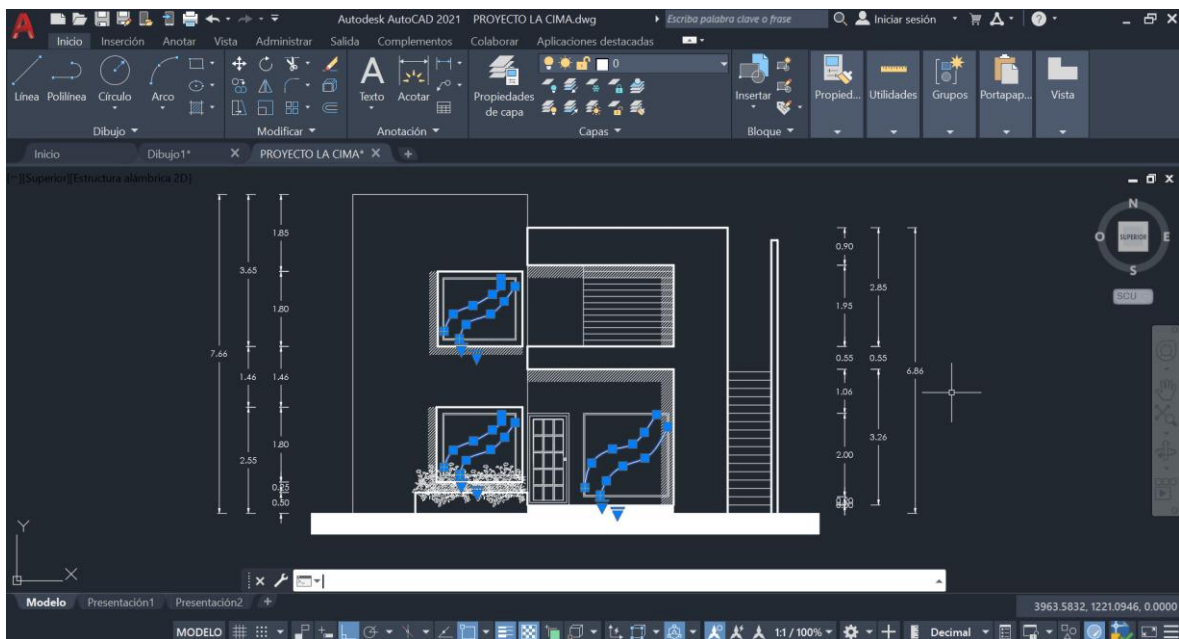 Autodesk AutoCAD 2021 PROYECTO LA CIMA.dwg
Escriba palabra clave o frase
Iniciar sesión
Inicio Inserción Anotar Vista Administrar Salida Complementos Colaborar Aplicaciones destacadas
0
Línea Polilínea Círculo Arco
Texto Acotar
Propiedades de capa
Insertar
Propied... Utilidades Grupos Portapap... Vista
Dibujo Modificar Anotación Capas Bloque
Inicio Dibujo1* PROYECTO LA CIMA*
[−][Superior][Estructura alámbrica 2D]
N
O SUPERIOR E
S
SCU
1.85
0.90
3.65
2.85
1.80
1.95
7.66
0.55 0.55
6.86
1.46 1.46
1.06
3.26
1.80
2.00
2.55
0.25
0.50
Y
X
Modelo Presentación1 Presentación2
3963.5832, 1221.0946, 0.0000
MODELO
1:1 / 100%
Decimal